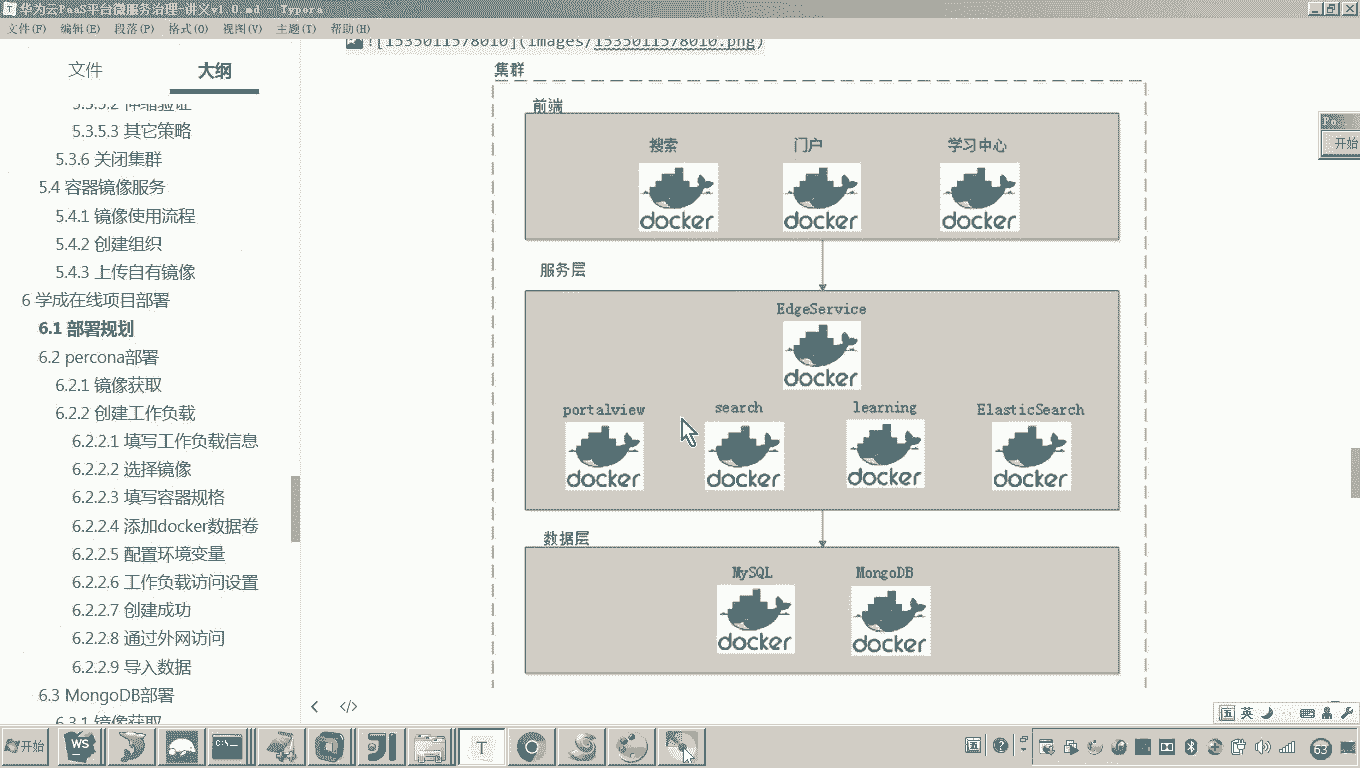 华为云PaaS平台微服务治理-讲义v1.0.md - Typora
文件(F) 编辑(E) 段落(P) 格式(O) 视图(V) 主题(T) 帮助(H)
![1535011578010](images/1535011578010.png)
文件 大纲
5.3.5.2 伸缩验证
5.3.5.3 其它策略
5.3.6 关闭集群
5.4 容器镜像服务
5.4.1 镜像使用流程
5.4.2 创建组织
5.4.3 上传自有镜像
6 学成在线项目部署
6.1 部署规划
6.2 percona部署
6.2.1 镜像获取
6.2.2 创建工作负载
6.2.2.1 填写工作负载信息
6.2.2.2 选择镜像
6.2.2.3 填写容器规格
6.2.2.4 添加docker数据卷
6.2.2.5 配置环境变量
6.2.2.6 工作负载访问设置
6.2.2.7 创建成功
6.2.2.8 通过外网访问
6.2.2.9 导入数据
6.3 MongoDB部署
6.3.1 镜像获取
集群
前端
搜索 门户 学习中心
docker docker docker
服务层
EdgeService
docker
portalview search learning ElasticSearch
docker docker docker docker
数据层
MySQL MongoDB
docker docker
开始
英
开始
WS
T
63